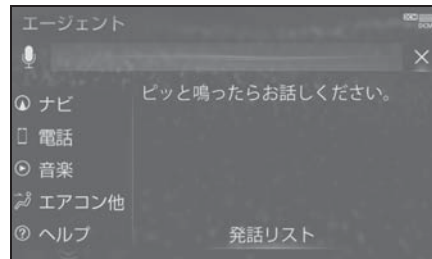 エージェント
DCM
ピッと鳴ったらお話しください。
ナビ
電話
音楽
エアコン他
ヘルプ
発話リスト